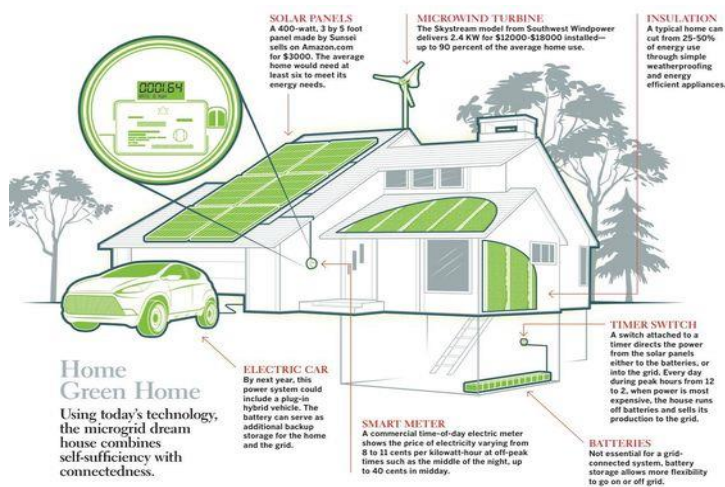 SOLAR PANELS
A 400-watt, 3 by 5 foot
panel made by Sunsei
sells on Amazon.com
for $3000. The average
home would need at
least six to meet its
energy needs.
MICROWIND TURBINE
The Skystream model from Southwest Windpower
delivers 2.4 KW for $12000-$18000 installed—
up to 90 percent of the average home use.
INSULATION
A typical home can
cut from 25-50%
of energy use
through simple
weatherproofing
and energy
efficient appliances.
000164
Home
Green Home
Using today's technology,
the microgrid dream
house combines
self-sufficiency with
connectedness.
ELECTRIC CAR
By next year, this
power system could
include a plug-in
hybrid vehicle. The
battery can serve as
additional backup
storage for the home
and the grid.
SMART METER
A commercial time-of-day electric meter
shows the price of electricity varying from
8 to 11 cents per kilowatt-hour at off-peak
times such as the middle of the night, up
to 40 cents in midday.
TIMER SWITCH
A switch attached to a
timer directs the power
from the solar panels
either to the batteries, or
into the grid. Every day
during peak hours from 12
to 2, when power is most
expensive, the house runs
off batteries and sells its
production to the grid.
BATTERIES
Not essential for a grid-
connected system, battery
storage allows more flexibility
to go on or off grid.